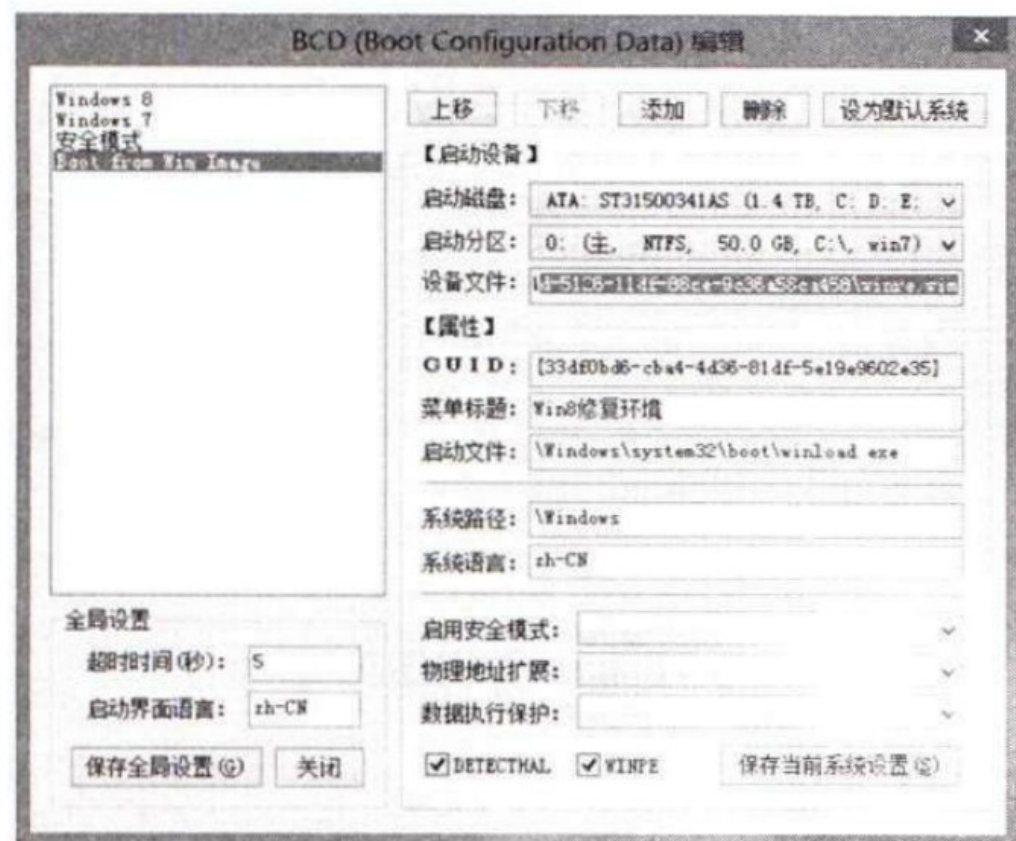 BCD (Boot Configuration Data) 编辑
Windows 8
Windows 7
安全模式
Boot from Win Image
上移 下移 添加 删除 设为默认系统
【启动设备】
启动磁盘: ATA: ST31500341AS (1.4 TB, C: D: E:
启动分区: 0: (主, NTFS, 50.0 GB, C:\, win7)
设备文件: -11df-88ce-9c38a58ca458\winre.wim
【属性】
GUID: [33df0bd6-cba4-4d36-81df-5e19e9602e35]
菜单标题: Win8修复环境
启动文件: \Windows\system32\boot\winload exe
系统路径: \Windows
系统语言: zh-CN
全局设置
超时时间(秒): 5
启动界面语言: zh-CN
保存全局设置(G) 关闭
启用安全模式:
物理地址扩展:
数据执行保护:
DETECTHAL WINPE 保存当前系统设置(S)